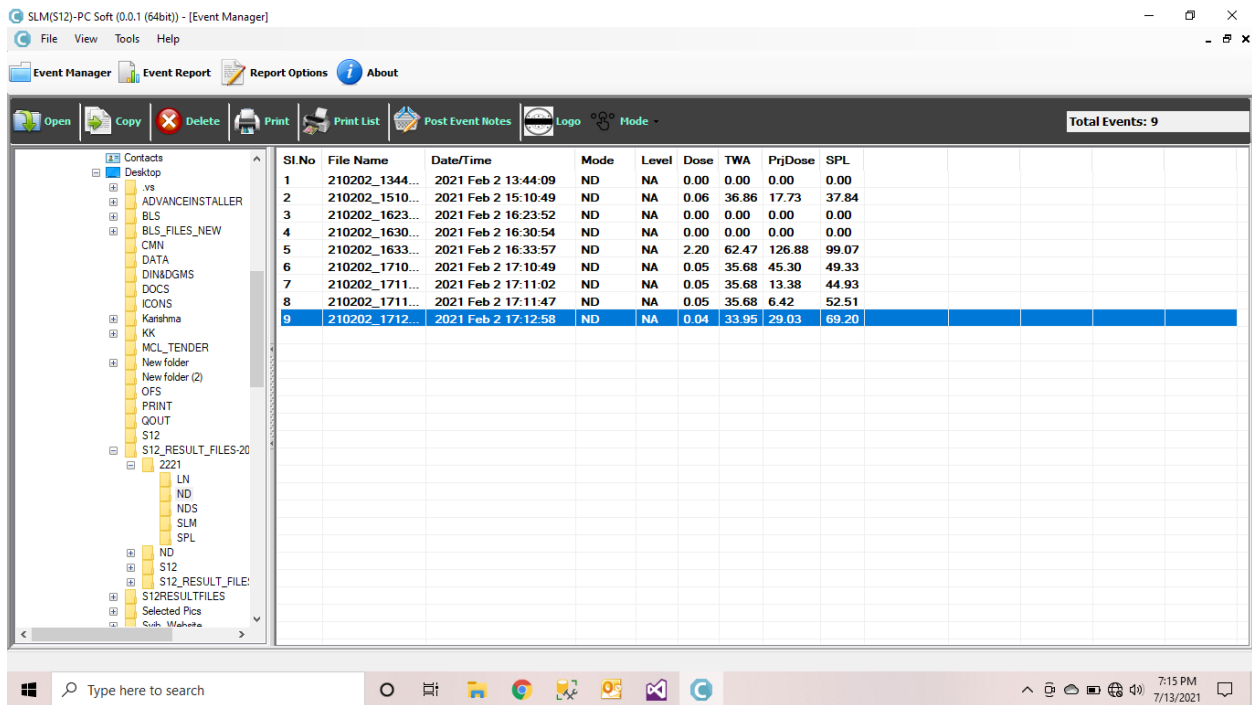 SLM(S12)-PC Soft (0.0.1 (64bit)) - [Event Manager]
File View Tools Help
Event Manager Event Report Report Options About
Open Copy Delete Print Print List Post Event Notes Logo Mode Total Events: 9
Contacts
Desktop
.vs
ADVANCEINSTALLER
BLS
BLS_FILES_NEW
CMN
DATA
DIN&DGMS
DOCS
ICONS
Karishma
KK
MCL_TENDER
New folder
New folder (2)
OFS
PRINT
QOUT
S12
S12_RESULT_FILES-20
2221
LN
ND
NDS
SLM
SPL
ND
S12
S12_RESULT_FILE
S12RESULTFILES
Selected Pics
SI.No File Name Date/Time Mode Level Dose TWA PrjDose SPL
1 210202_1344... 2021 Feb 2 13:44:09 ND NA 0.00 0.00 0.00 0.00
2 210202_1510... 2021 Feb 2 15:10:49 ND NA 0.06 36.86 17.73 37.84
3 210202_1623... 2021 Feb 2 16:23:52 ND NA 0.00 0.00 0.00 0.00
4 210202_1630... 2021 Feb 2 16:30:54 ND NA 0.00 0.00 0.00 0.00
5 210202_1633... 2021 Feb 2 16:33:57 ND NA 2.20 62.47 126.88 99.07
6 210202_1710... 2021 Feb 2 17:10:49 ND NA 0.05 35.68 45.30 49.33
7 210202_1711... 2021 Feb 2 17:11:02 ND NA 0.05 35.68 13.38 44.93
8 210202_1711... 2021 Feb 2 17:11:47 ND NA 0.05 35.68 6.42 52.51
9 210202_1712... 2021 Feb 2 17:12:58 ND NA 0.04 33.95 29.03 69.20
Type here to search
7:15 PM
7/13/2021